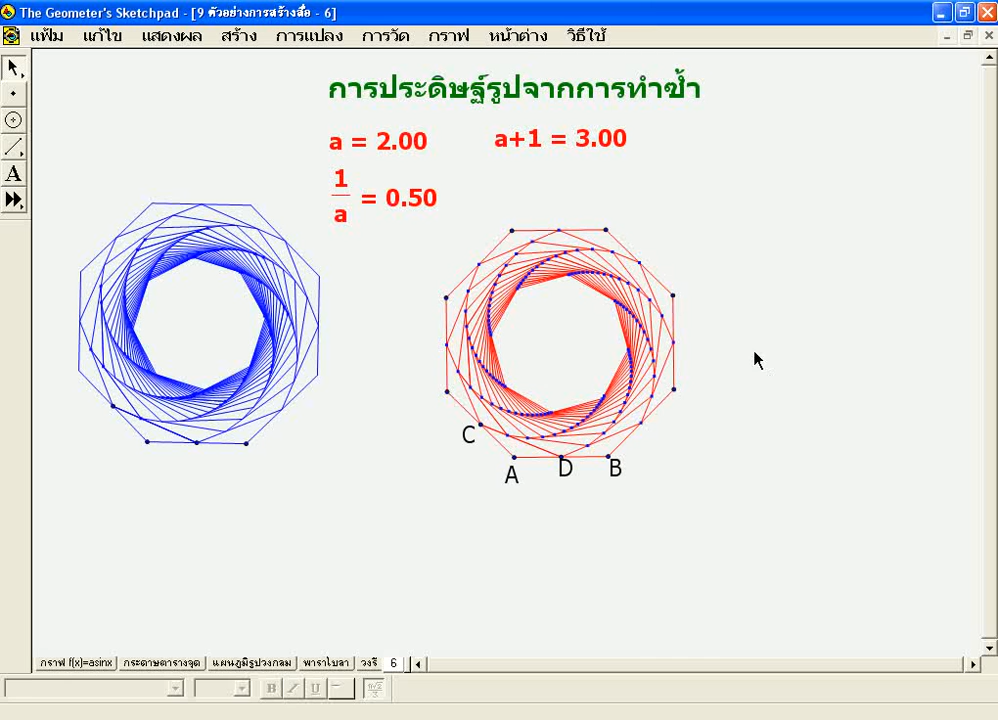 The Geometer's Sketchpad - [9 ตัวอย่างการสร้างสื่อ - 6]
แฟ้ม แก้ไข แสดงผล สร้าง การแปลง การวัด กราฟ หน้าต่าง วิธีใช้
การประดิษฐ์รูปจากการทำซ้ำ
a = 2.00 a+1 = 3.00
1
a = 0.50
A
C
A D B
กราฟ f(x)=asinx กระดาษตารางจุด แผนภูมิรูปวงกลม พาราโบลา วงรี 6
B I U